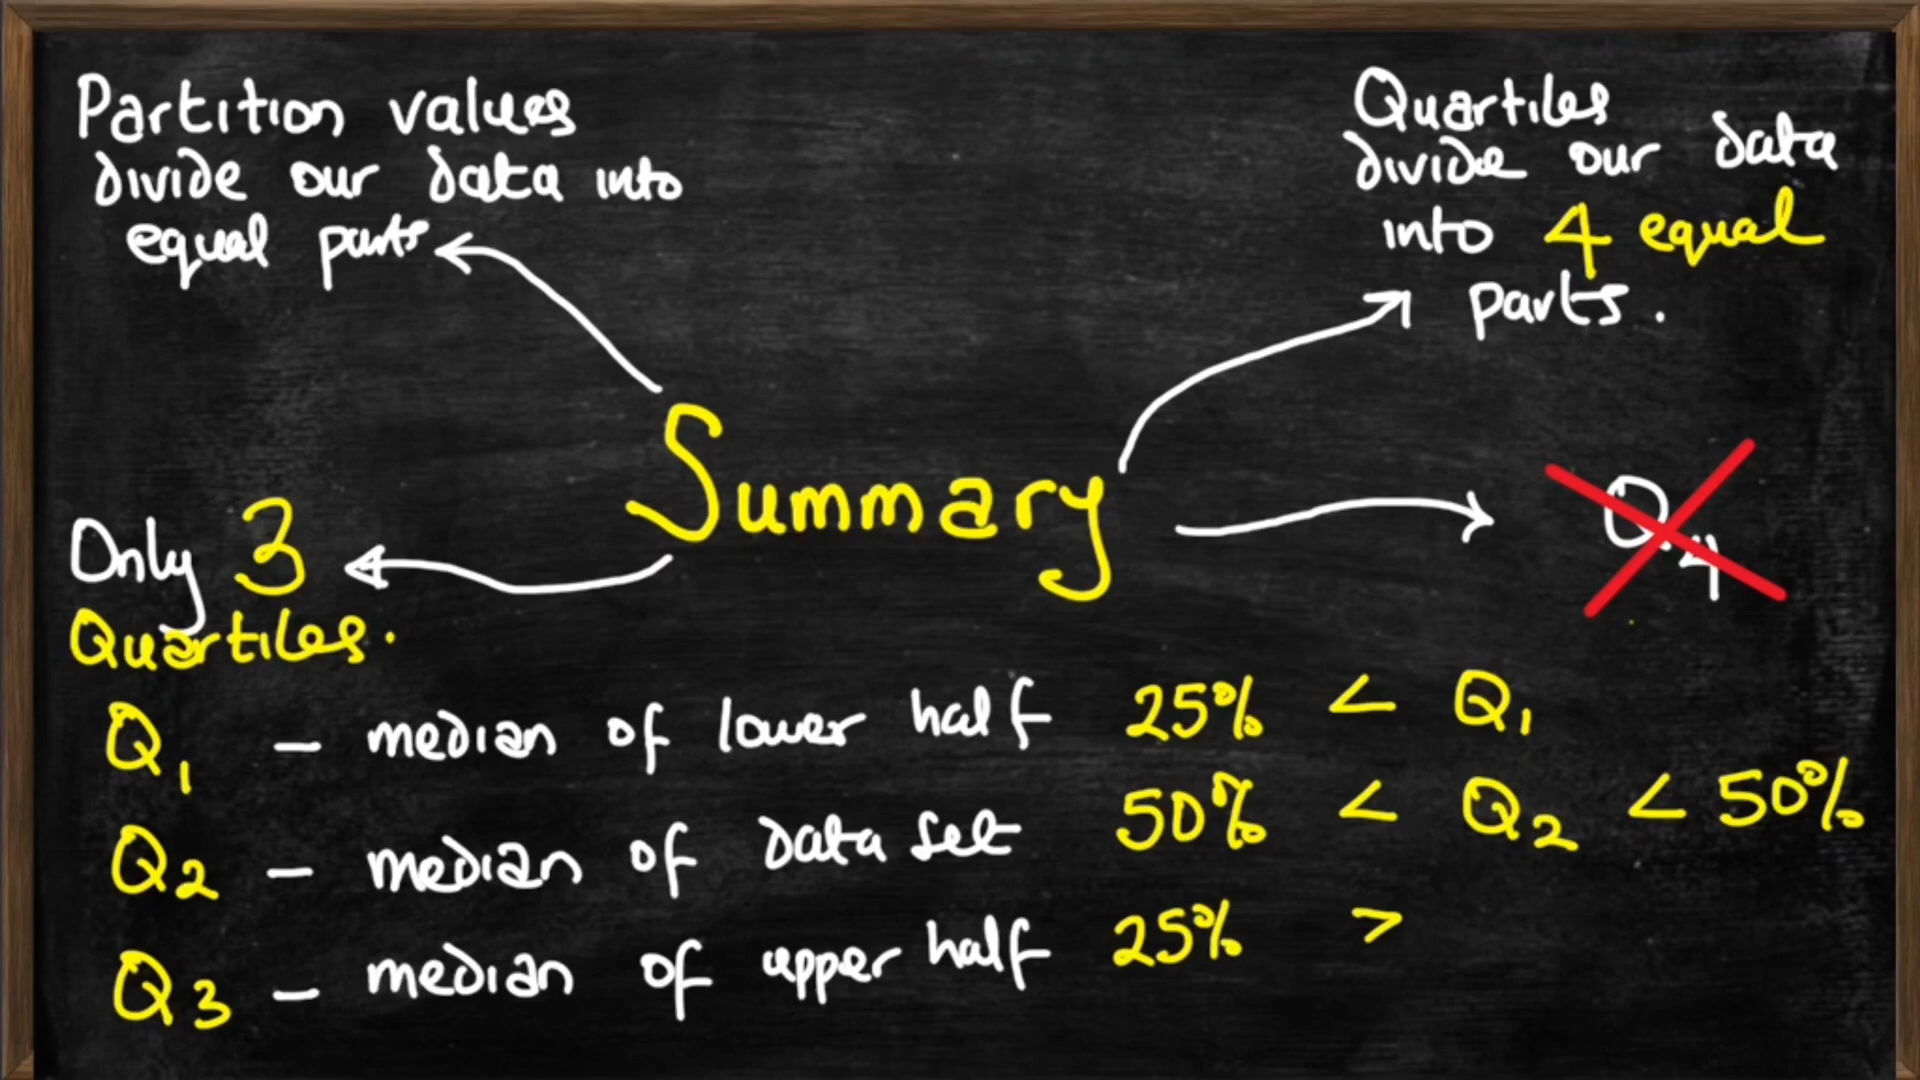 Partition values
divide our data into
equal parts
Quartiles
divide our data
into 4 equal
parts.
Summary
Only 3
Quartiles.
Q4
Q1 – median of lower half 25% < Q1
Q2 – median of data set 50% < Q2 < 50%
Q3 – median of upper half 25% >